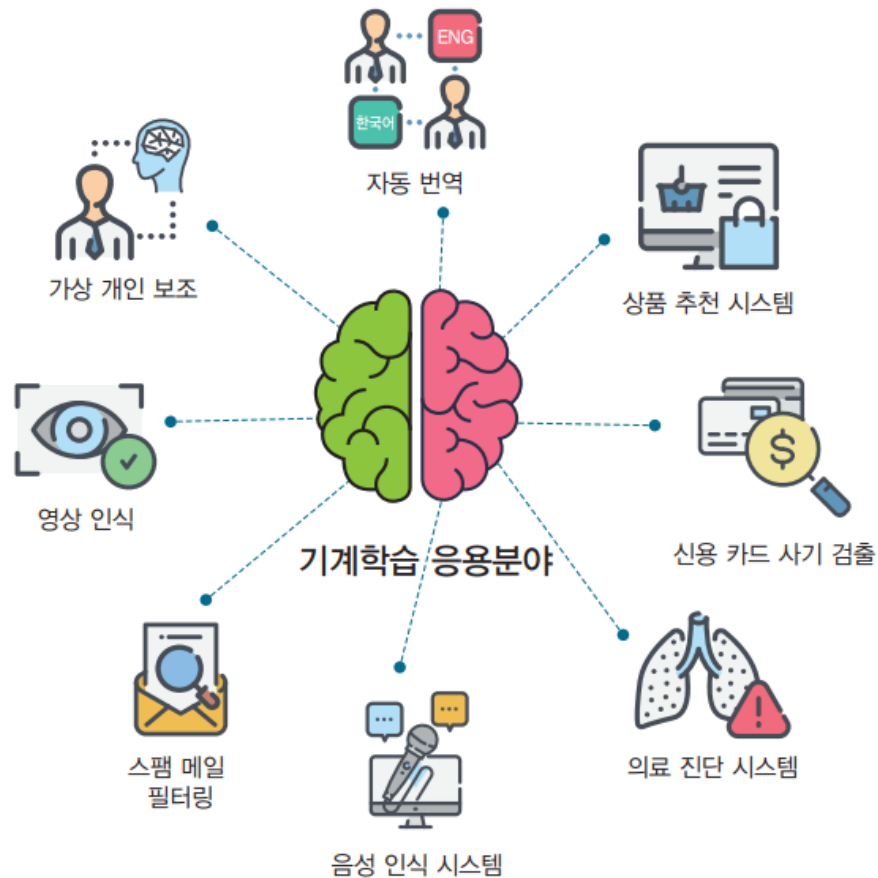 ENG
한국어
자동 번역
가상 개인 보조
상품 추천 시스템
영상 인식
$
신용 카드 사기 검출
기계학습 응용분야
스팸 메일
필터링
의료 진단 시스템
음성 인식 시스템